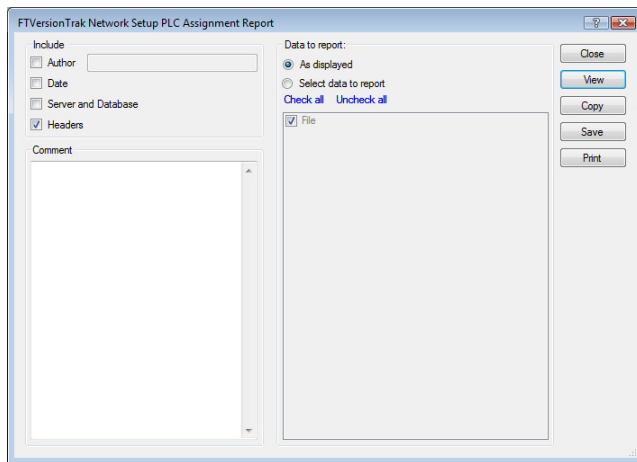 FTVersionTrak Network Setup PLC Assignment Report
Include
Author
Date
Server and Database
Headers
Comment
Data to report:
As displayed
Select data to report
Check all Uncheck all
File
Close
View
Copy
Save
Print